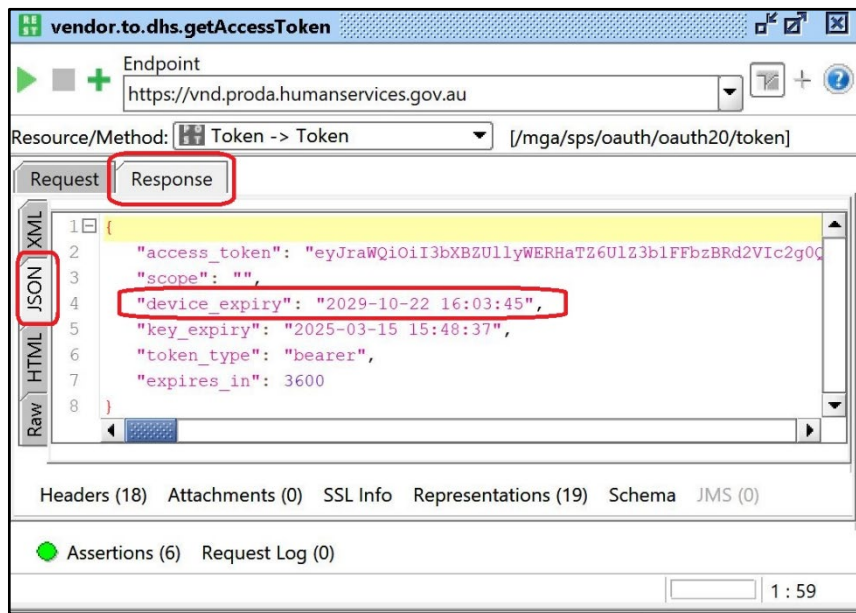 RE
ST
vendor.to.dhs.getAccessToken
Endpoint
https://vnd.proda.humanservices.gov.au
Resource/Method: Token -> Token [/mga/sps/oauth/oauth20/token]
Request Response
XML
JSON
HTML
Raw
1 {
2 "access_token": "eyJraWQiOiI3bXBZUllyWERHaTZ6UlZ3b1FFbzBRd2VIc2g0Q
3 "scope": "",
4 "device_expiry": "2029-10-22 16:03:45",
5 "key_expiry": "2025-03-15 15:48:37",
6 "token_type": "bearer",
7 "expires_in": 3600
8 }
Headers (18) Attachments (0) SSL Info Representations (19) Schema JMS (0)
Assertions (6) Request Log (0)
1 : 59